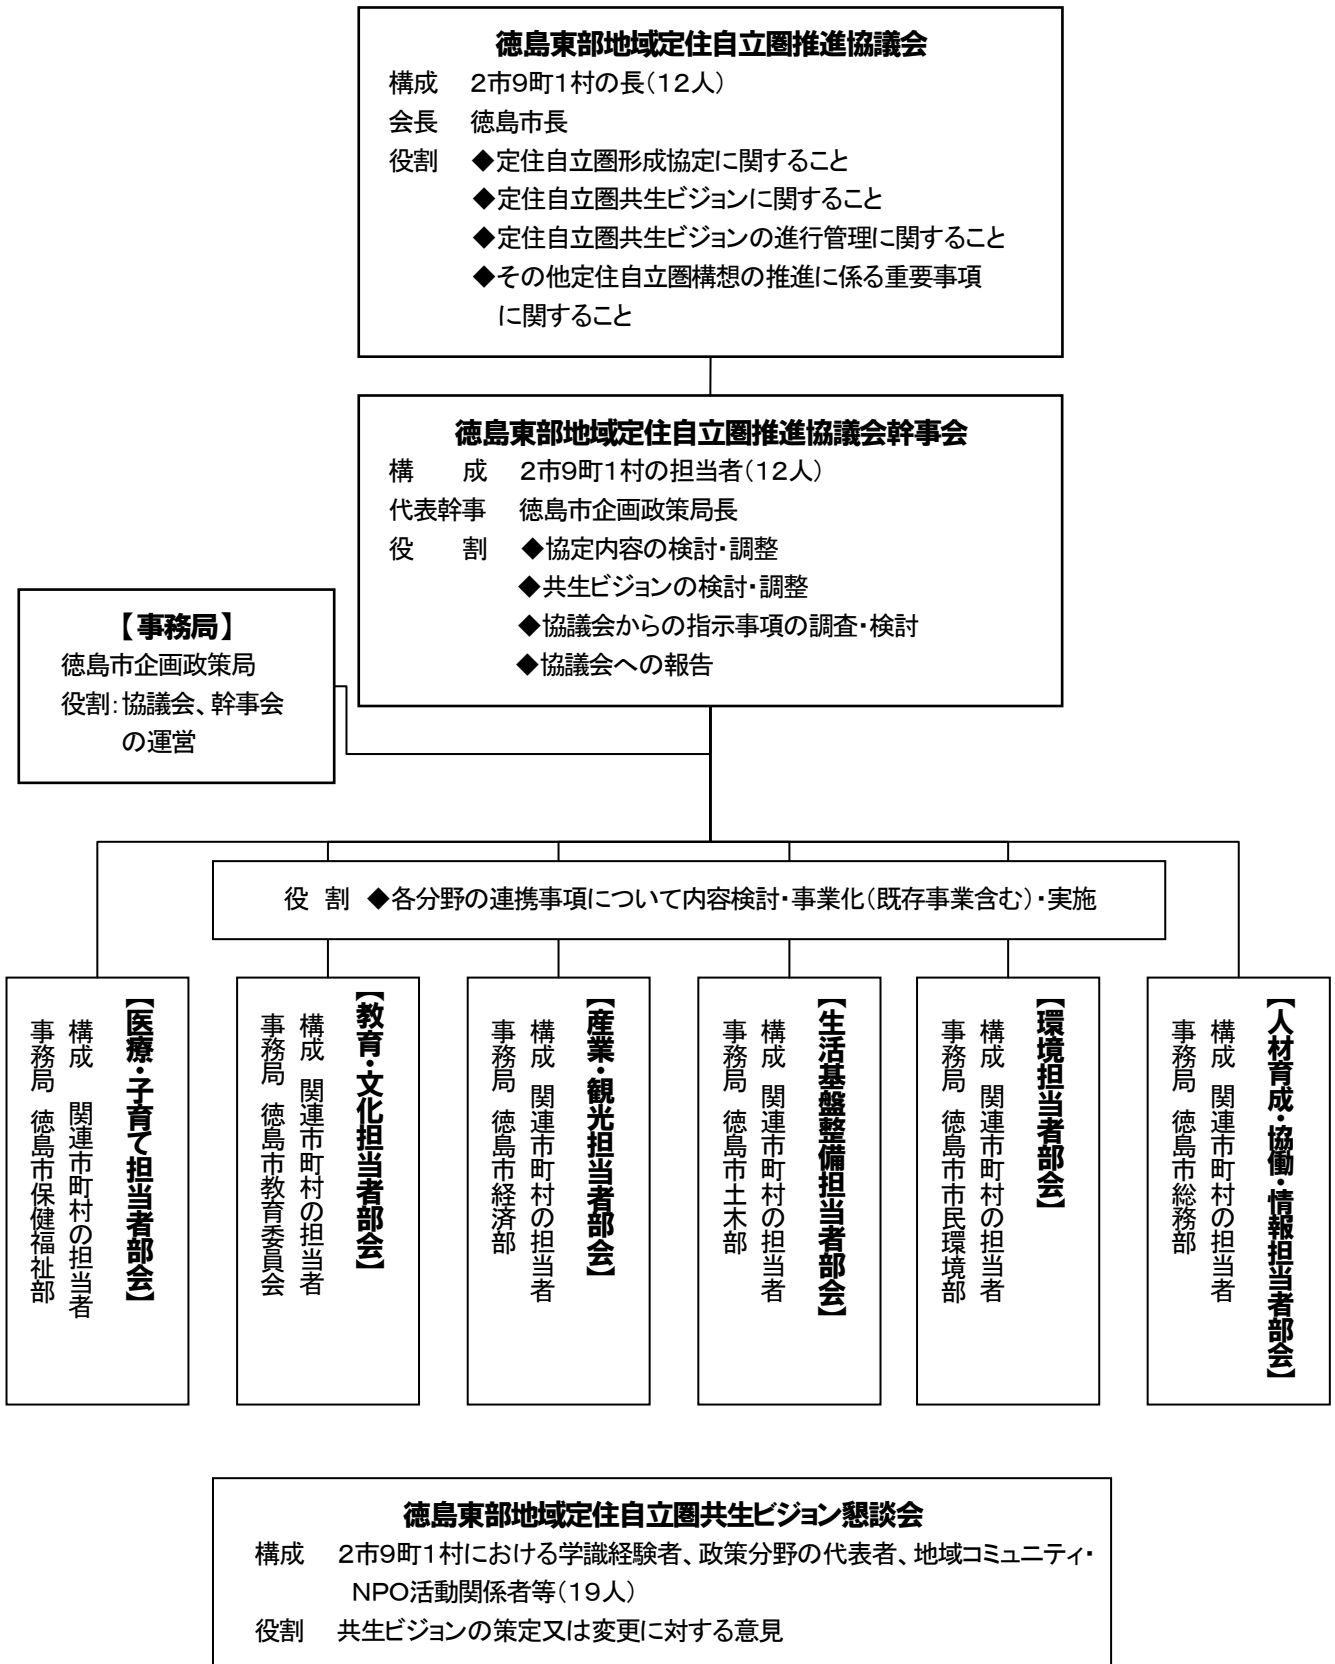 徳島東部地域定住自立圏推進協議会
構成 2市9町1村の長(12人)
会長 徳島市長
役割 ◆定住自立圏形成協定に関すること
◆定住自立圏共生ビジョンに関すること
◆定住自立圏共生ビジョンの進行管理に関すること
◆その他定住自立圏構想の推進に係る重要事項
に関すること
徳島東部地域定住自立圏推進協議会幹事会
構 成 2市9町1村の担当者(12人)
代表幹事 徳島市企画政策局長
役 割 ◆協定内容の検討・調整
◆共生ビジョンの検討・調整
◆協議会からの指示事項の調査・検討
◆協議会への報告
【事務局】
徳島市企画政策局
役割:協議会、幹事会
の運営
役 割 ◆各分野の連携事項について内容検討・事業化(既存事業含む)・実施
【医療・子育て担当者部会】
構成 関連市町村の担当者
事務局 徳島市保健福祉部
【教育・文化担当者部会】
構成 関連市町村の担当者
事務局 徳島市教育委員会
【産業・観光担当者部会】
構成 関連市町村の担当者
事務局 徳島市経済部
【生活基盤整備担当者部会】
構成 関連市町村の担当者
事務局 徳島市土木部
【環境担当者部会】
構成 関連市町村の担当者
事務局 徳島市市民環境部
【人材育成・協働・情報担当者部会】
構成 関連市町村の担当者
事務局 徳島市総務部
徳島東部地域定住自立圏共生ビジョン懇談会
構成 2市9町1村における学識経験者、政策分野の代表者、地域コミュニティ・
NPO活動関係者等(19人)
役割 共生ビジョンの策定又は変更に対する意見